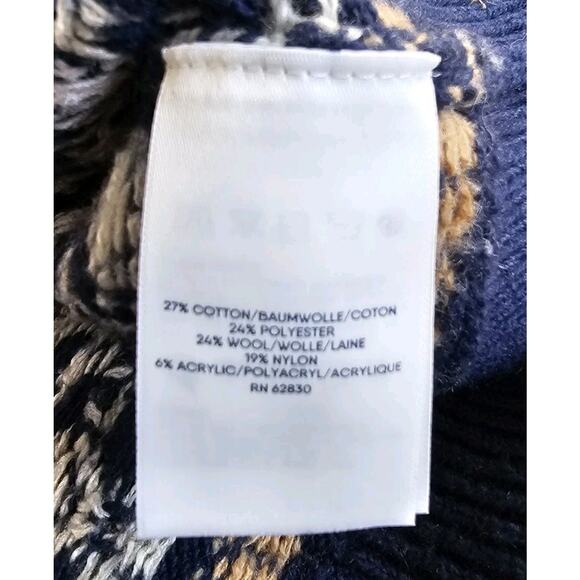 27% COTTON/BAUMWOLLE/COTON
24% POLYESTER
24% WOOL/WOLLE/LAINE
19% NYLON
6% ACRYLIC/POLYACRYL/ACRYLIQUE
RN 62830